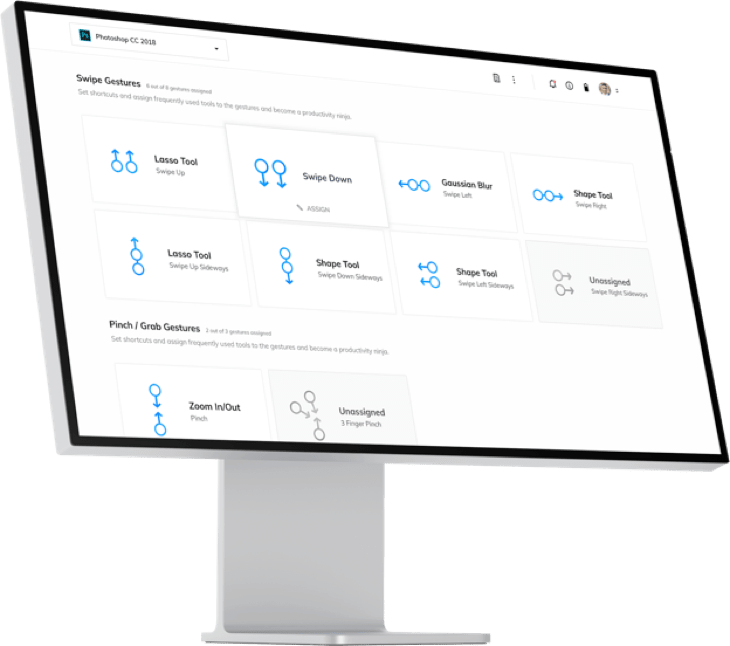 Ps Photoshop CC 2018
Swipe Gestures 8 out of 9 gestures assigned
Set shortcuts and assign frequently used tools to the gestures and become a productivity ninja.
Lasso Tool
Swipe Up
Swipe Down
ASSIGN
Gaussian Blur
Swipe Left
Shape Tool
Swipe Right
Lasso Tool
Swipe Up Sideways
Shape Tool
Swipe Down Sideways
Shape Tool
Swipe Left Sideways
Unassigned
Swipe Right Sideways
Pinch / Grab Gestures 2 out of 3 gestures assigned
Set shortcuts and assign frequently used tools to the gestures and become a productivity ninja.
Zoom In/Out
Pinch
Unassigned
3 Finger Pinch